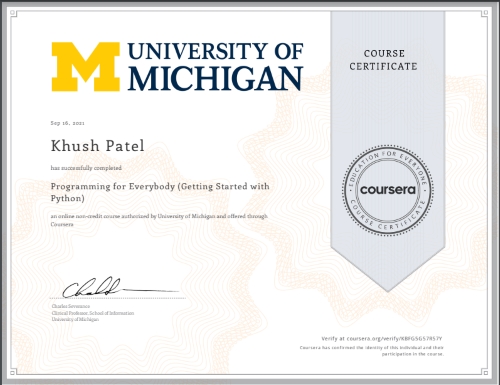 M UNIVERSITY OF
MICHIGAN
COURSE
CERTIFICATE
Sep 16, 2021
Khush Patel
has successfully completed
Programming for Everybody (Getting Started with
Python)
an online non-credit course authorized by University of Michigan and offered through
Coursera
EDUCATION FOR EVERYONE
coursera
COURSE CERTIFICATE
Charles Severance
Clinical Professor, School of Information
University of Michigan
Verify at coursera.org/verify/
Coursera has confirmed the identity of this individual and their
participation in the course.